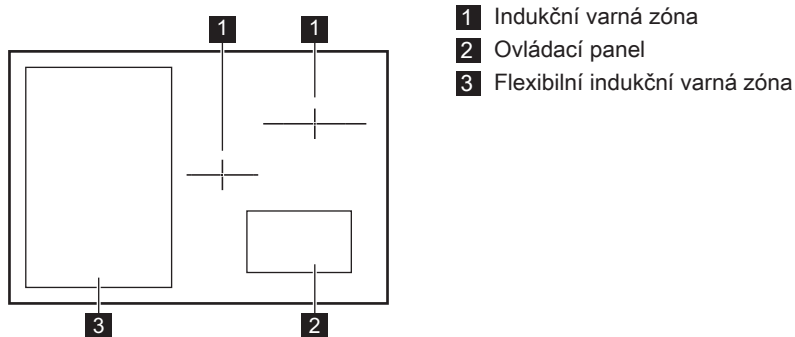 1 1
1 Indukční varná zóna
2 Ovládací panel
3 Flexibilní indukční varná zóna
3 2